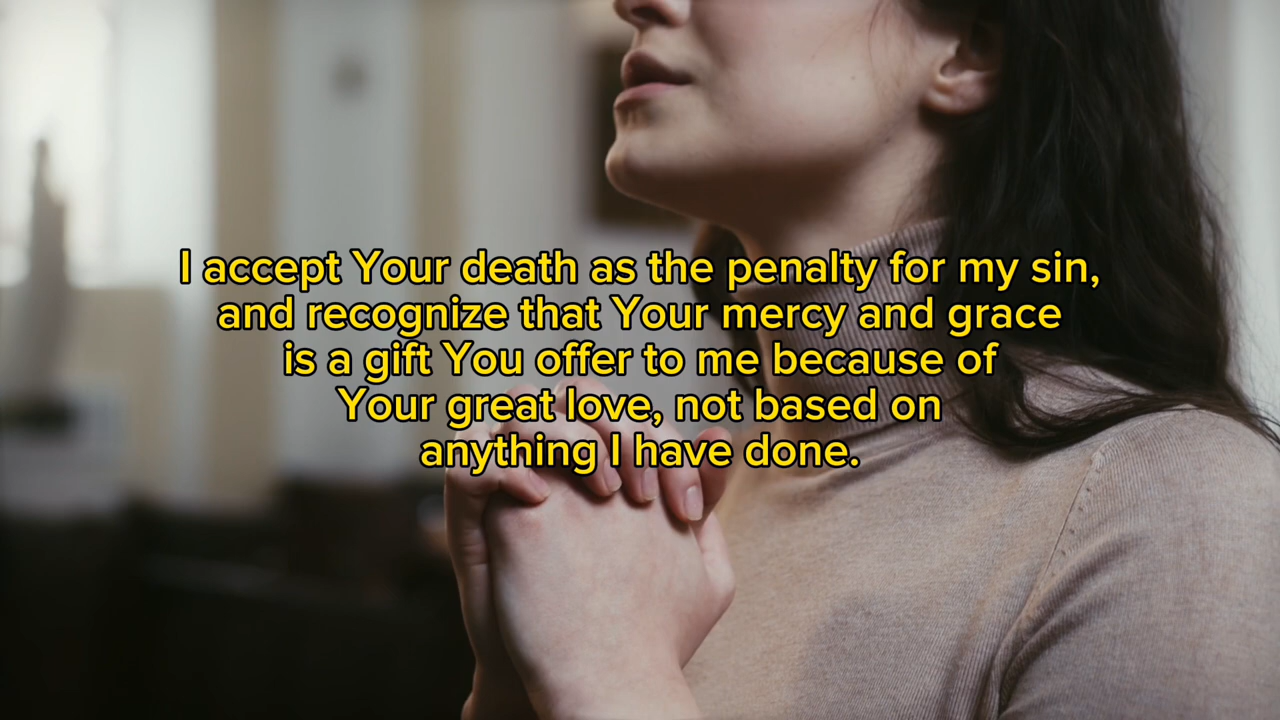 I accept Your death as the penalty for my sin,
and recognize that Your mercy and grace
is a gift You offer to me because of
Your great love, not based on
anything I have done.